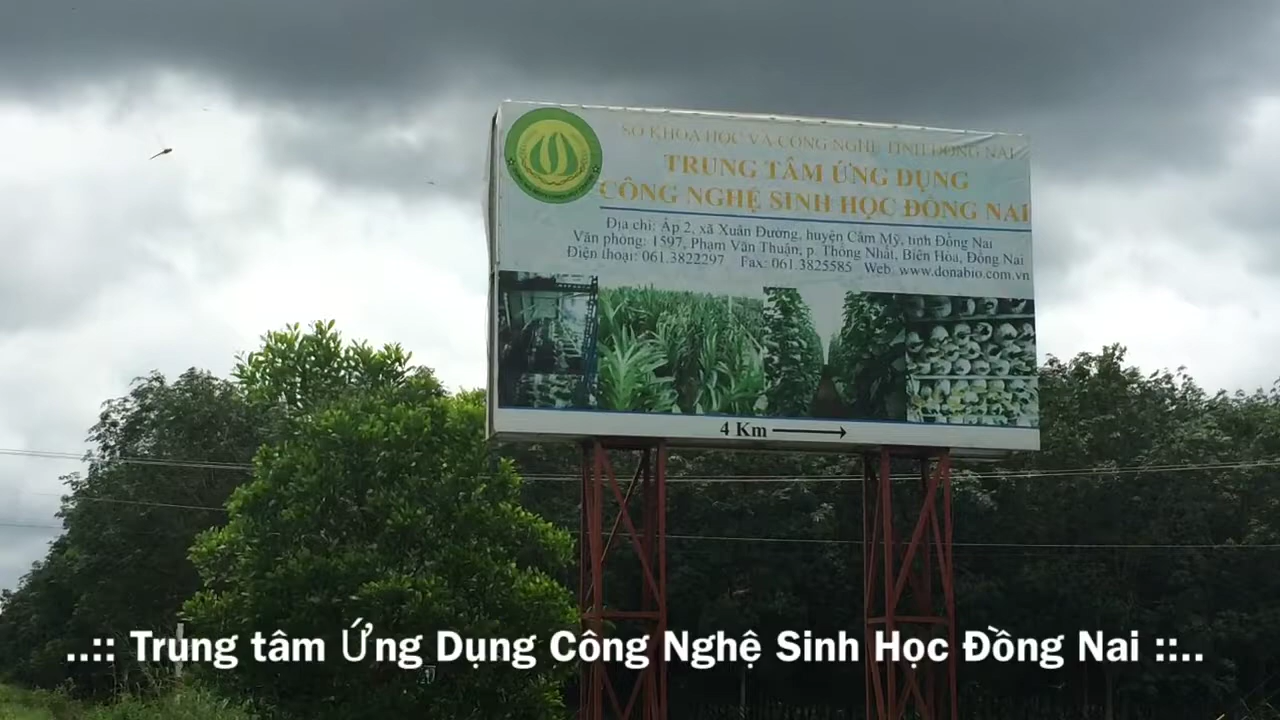 SỞ KHOA HỌC VÀ CÔNG NGHỆ TỈNH ĐỒNG NAI
TRUNG TÂM ỨNG DỤNG
CÔNG NGHỆ SINH HỌC ĐỒNG NAI
Địa chỉ: Ấp 2, xã Xuân Đường, huyện Cẩm Mỹ, tỉnh Đồng Nai
Văn phòng: 1597, Phạm Văn Thuận, p. Thống Nhất, Biên Hòa, Đồng Nai
Điện thoại: 061.3822297 Fax: 061.3825585 Web: www.donabio.com.vn
4 Km
..:: Trung tâm Ứng Dụng Công Nghệ Sinh Học Đồng Nai ::..